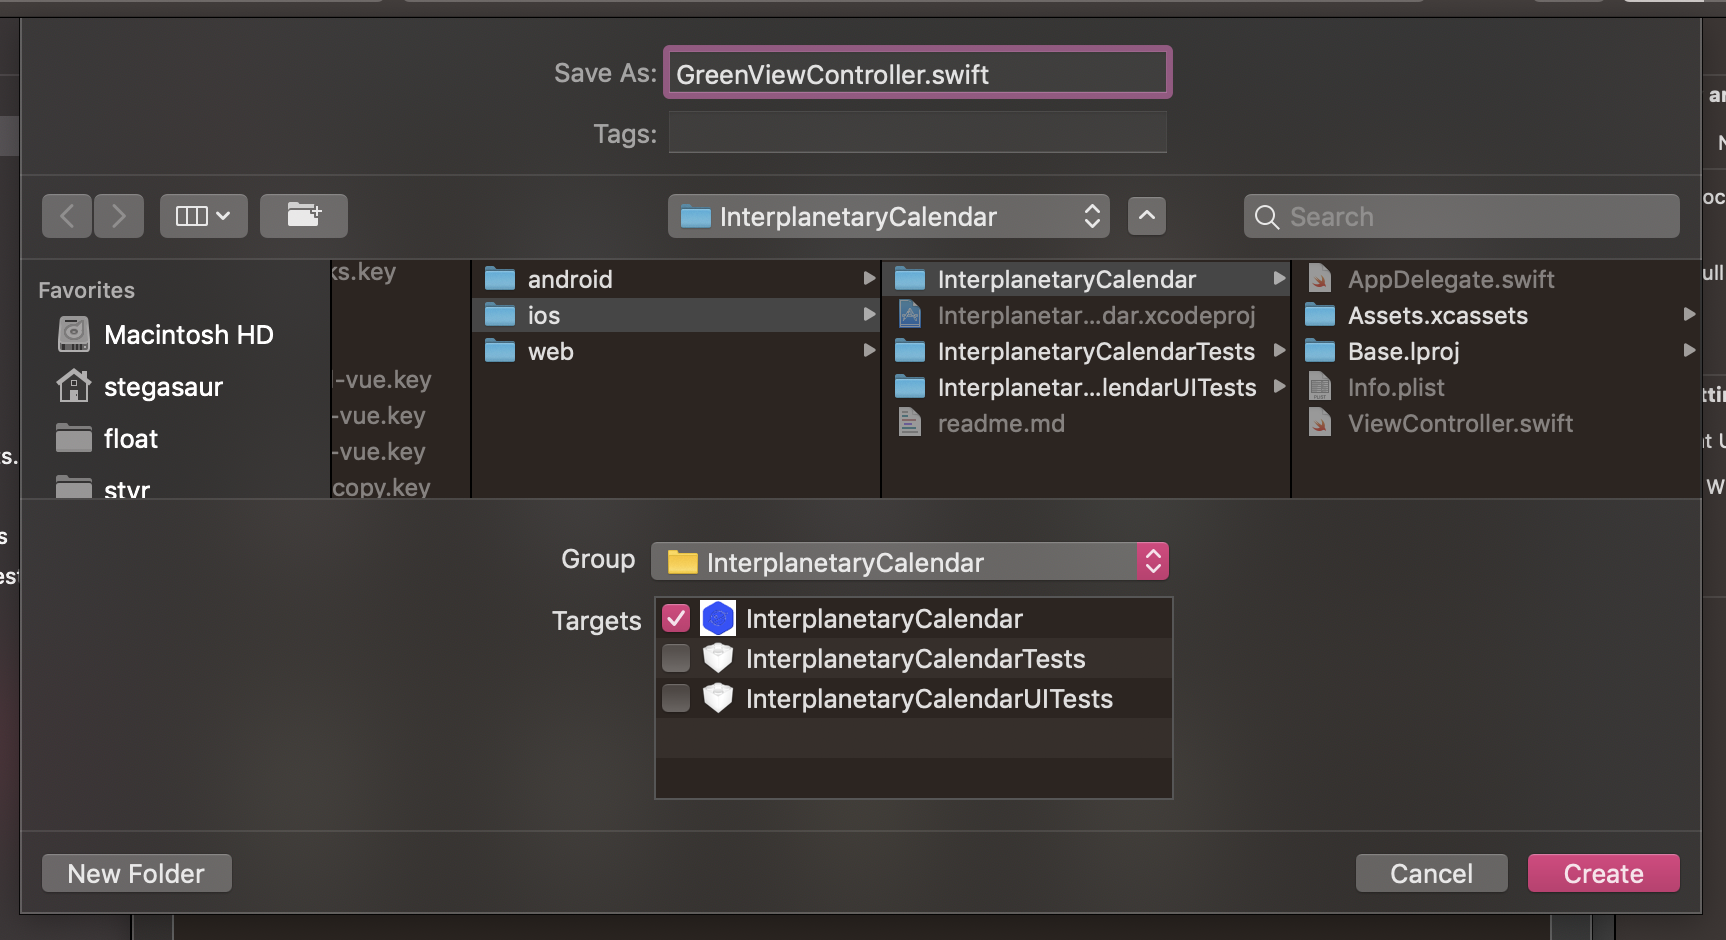 Save As: GreenViewController.swift
Tags:
InterplanetaryCalendar
Search
Favorites
Macintosh HD
stegasaur
float
styr
ks.key
-vue.key
-vue.key
-vue.key
copy.key
android
ios
web
InterplanetaryCalendar
Interplanetar...dar.xcodeproj
InterplanetaryCalendarTests
Interplanetar...lendarUITests
readme.md
AppDelegate.swift
Assets.xcassets
Base.lproj
Info.plist
ViewController.swift
Group InterplanetaryCalendar
Targets InterplanetaryCalendar
InterplanetaryCalendarTests
InterplanetaryCalendarUITests
New Folder
Cancel
Create